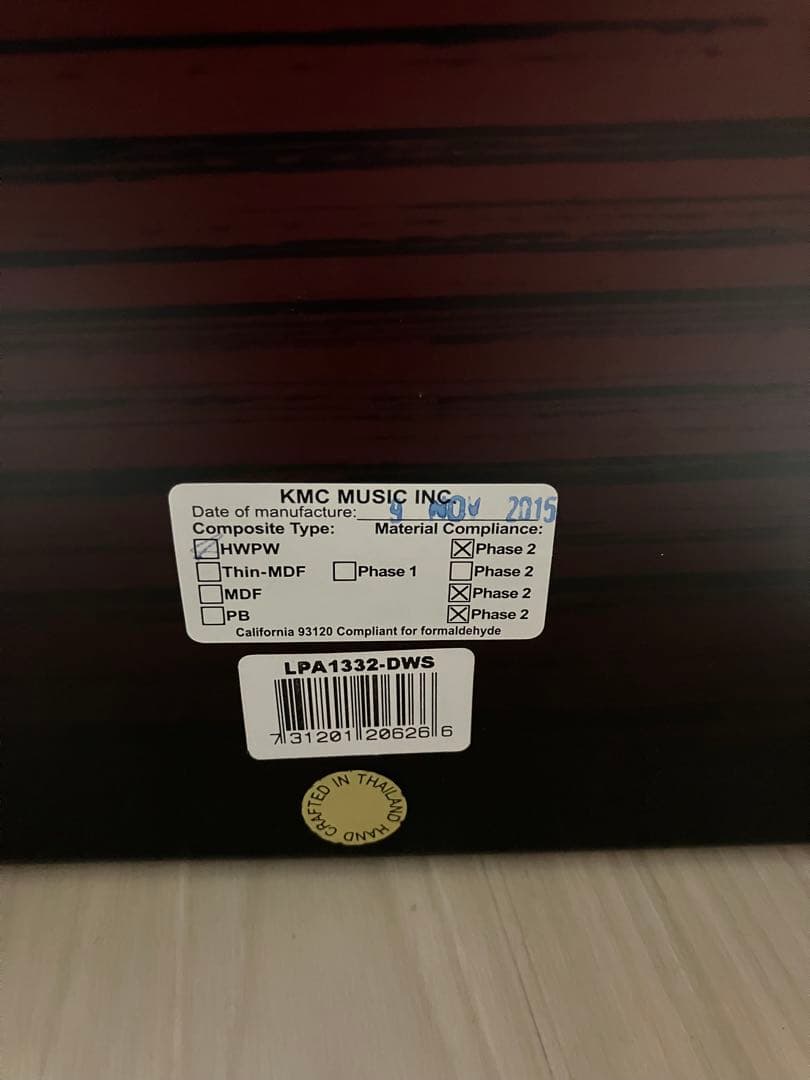 KMC MUSIC INC.
Date of manufacture: 9 NOV 2015
Composite Type: Material Compliance:
HWPW Phase 2
Thin-MDF Phase 1 Phase 2
MDF Phase 2
PB Phase 2
California 93120 Compliant for formaldehyde
LPA1332-DWS
7 31201 20626 6
HAND CRAFTED IN THAILAND